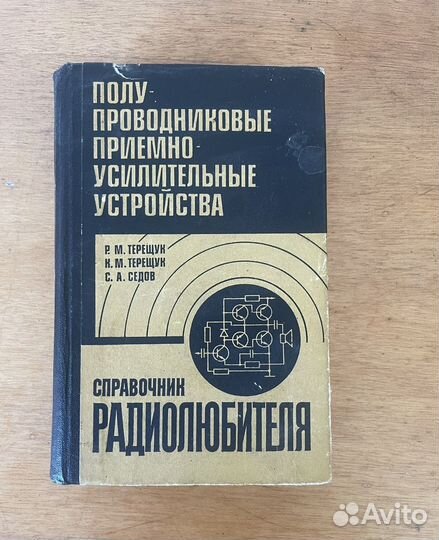 ПОЛУ
ПРОВОДНИКОВЫЕ
ПРИЕМНО-
УСИЛИТЕЛЬНЫЕ
УСТРОЙСТВА
Р. М. ТЕРЕЩУК
К. М. ТЕРЕЩУК
С. А. СЕДОВ
СПРАВОЧНИК
РАДИОЛЮБИТЕЛЯ
Avito